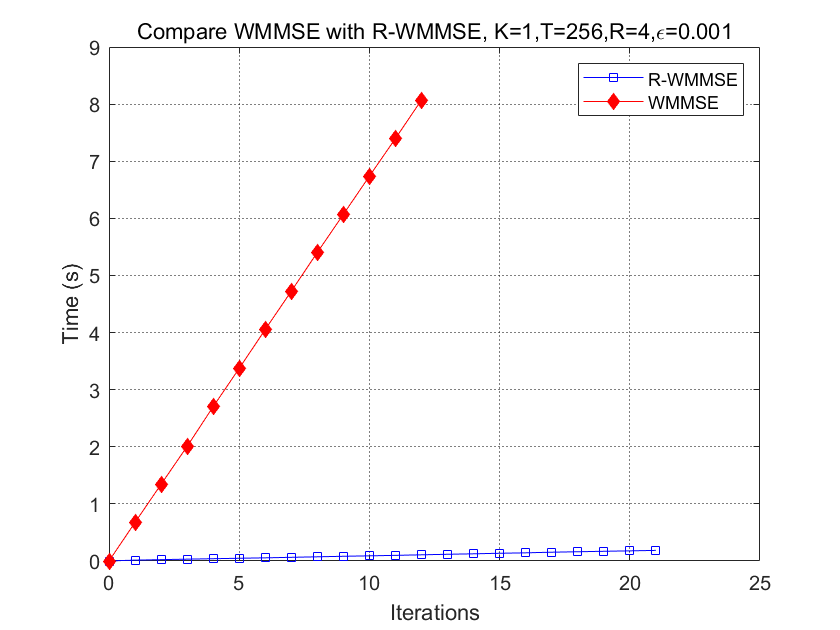 Compare WMMSE with R-WMMSE, K=1,T=256,R=4,ϵ=0.001
R-WMMSE
WMMSE
9
8
7
6
5
4
3
2
1
0
Time (s)
0 5 10 15 20 25
Iterations